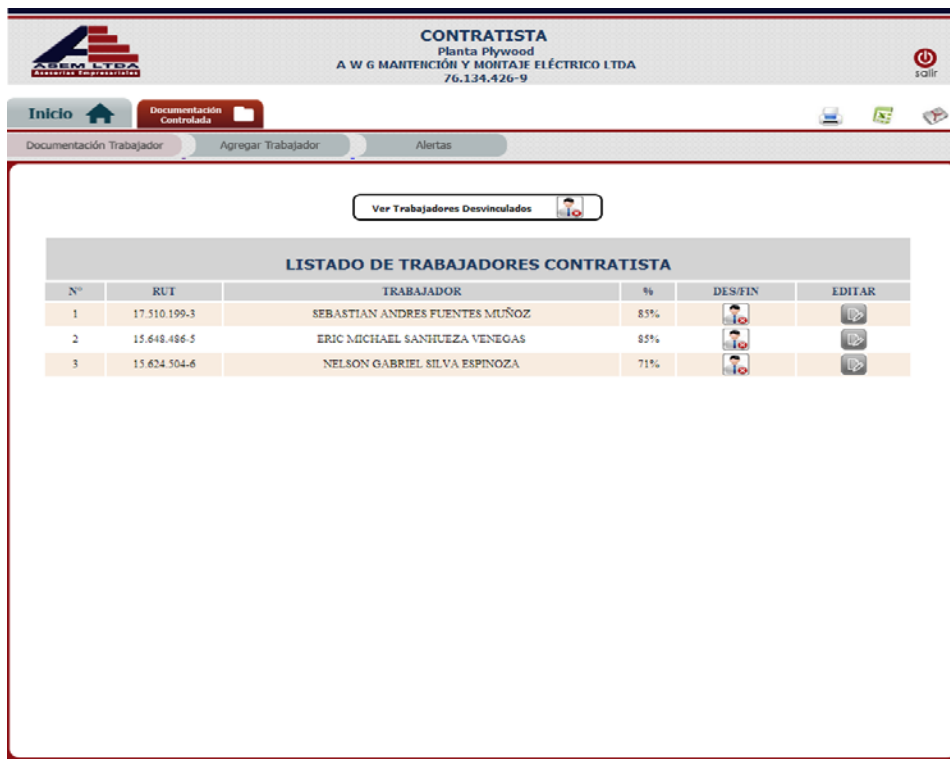 CONTRATISTA
Planta Plywood
A W G MANTENCIÓN Y MONTAJE ELÉCTRICO LTDA
76.134.426-9
ASEM LTDA
Asesorías Empresariales
salir
Inicio
Documentación
Controlada
Documentación Trabajador Agregar Trabajador Alertas
Ver Trabajadores Desvinculados
LISTADO DE TRABAJADORES CONTRATISTA
N° RUT TRABAJADOR % DES/FIN EDITAR
1 17.510.199-3 SEBASTIAN ANDRES FUENTES MUÑOZ 85%
2 15.648.486-5 ERIC MICHAEL SANHUEZA VENEGAS 85%
3 15.624.504-6 NELSON GABRIEL SILVA ESPINOZA 71%